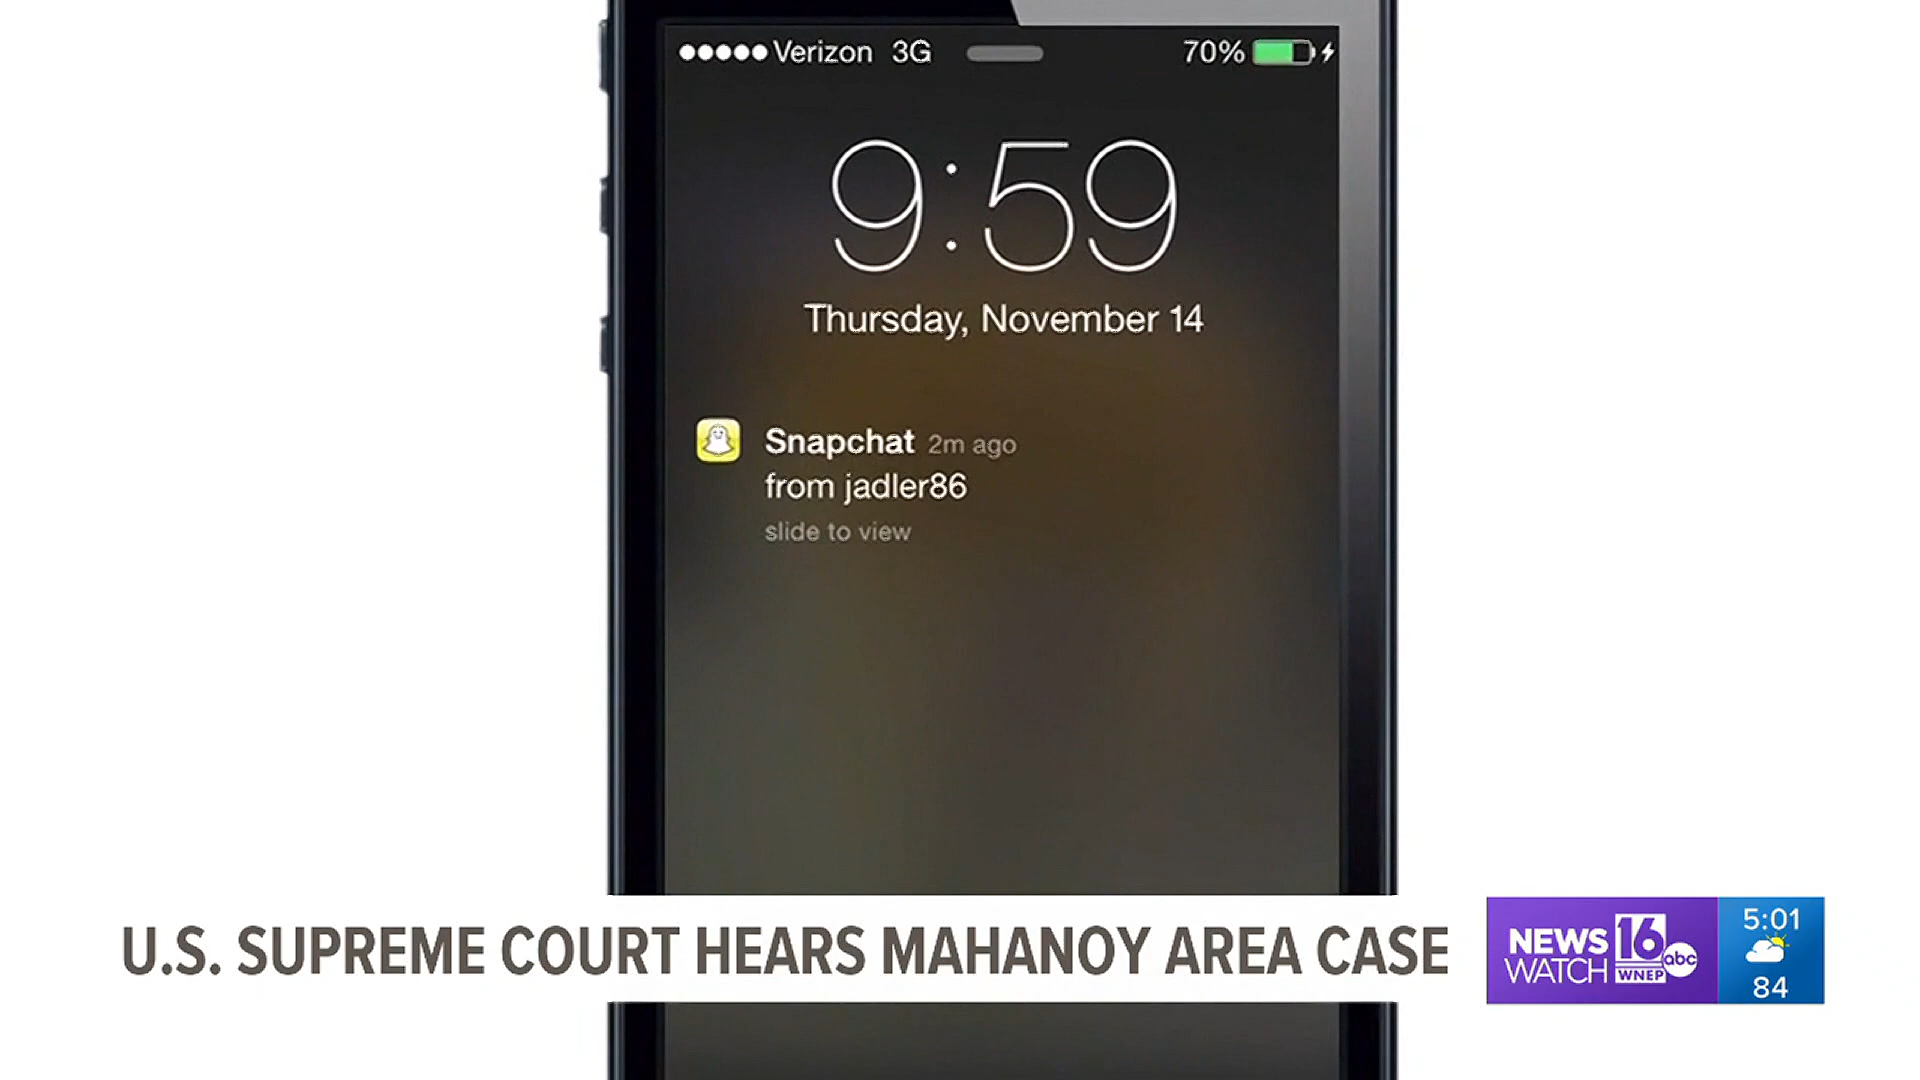 Verizon 3G
70%
9:59
Thursday, November 14
Snapchat 2m ago
from jadler86
slide to view
U.S. SUPREME COURT HEARS MAHANOY AREA CASE
NEWS WATCH 16 WNEP abc
5:01
84